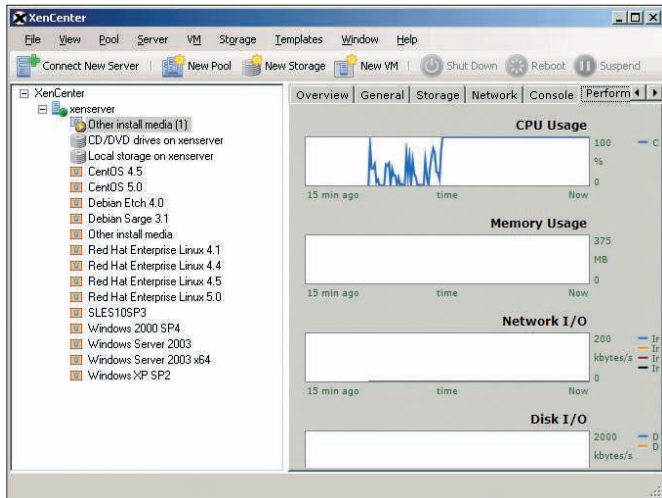 XenCenter
File View Pool Server VM Storage Templates Window Help
Connect New Server New Pool New Storage New VM Shut Down Reboot Suspend
XenCenter
xenserver
Other install media (1)
CD/DVD drives on xenserver
Local storage on xenserver
CentOS 4.5
CentOS 5.0
Debian Etch 4.0
Debian Sarge 3.1
Other install media
Red Hat Enterprise Linux 4.1
Red Hat Enterprise Linux 4.4
Red Hat Enterprise Linux 4.5
Red Hat Enterprise Linux 5.0
SLES10SP3
Windows 2000 SP4
Windows Server 2003
Windows Server 2003 x64
Windows XP SP2
Overview General Storage Network Console Perform
CPU Usage
100 C
%
0
15 min ago time Now
Memory Usage
375
MB
0
15 min ago time Now
Network I/O
200 Ir
Ir
kbytes/s Ir
0 Ir
15 min ago time Now
Disk I/O
2000 D
D
kbytes/s